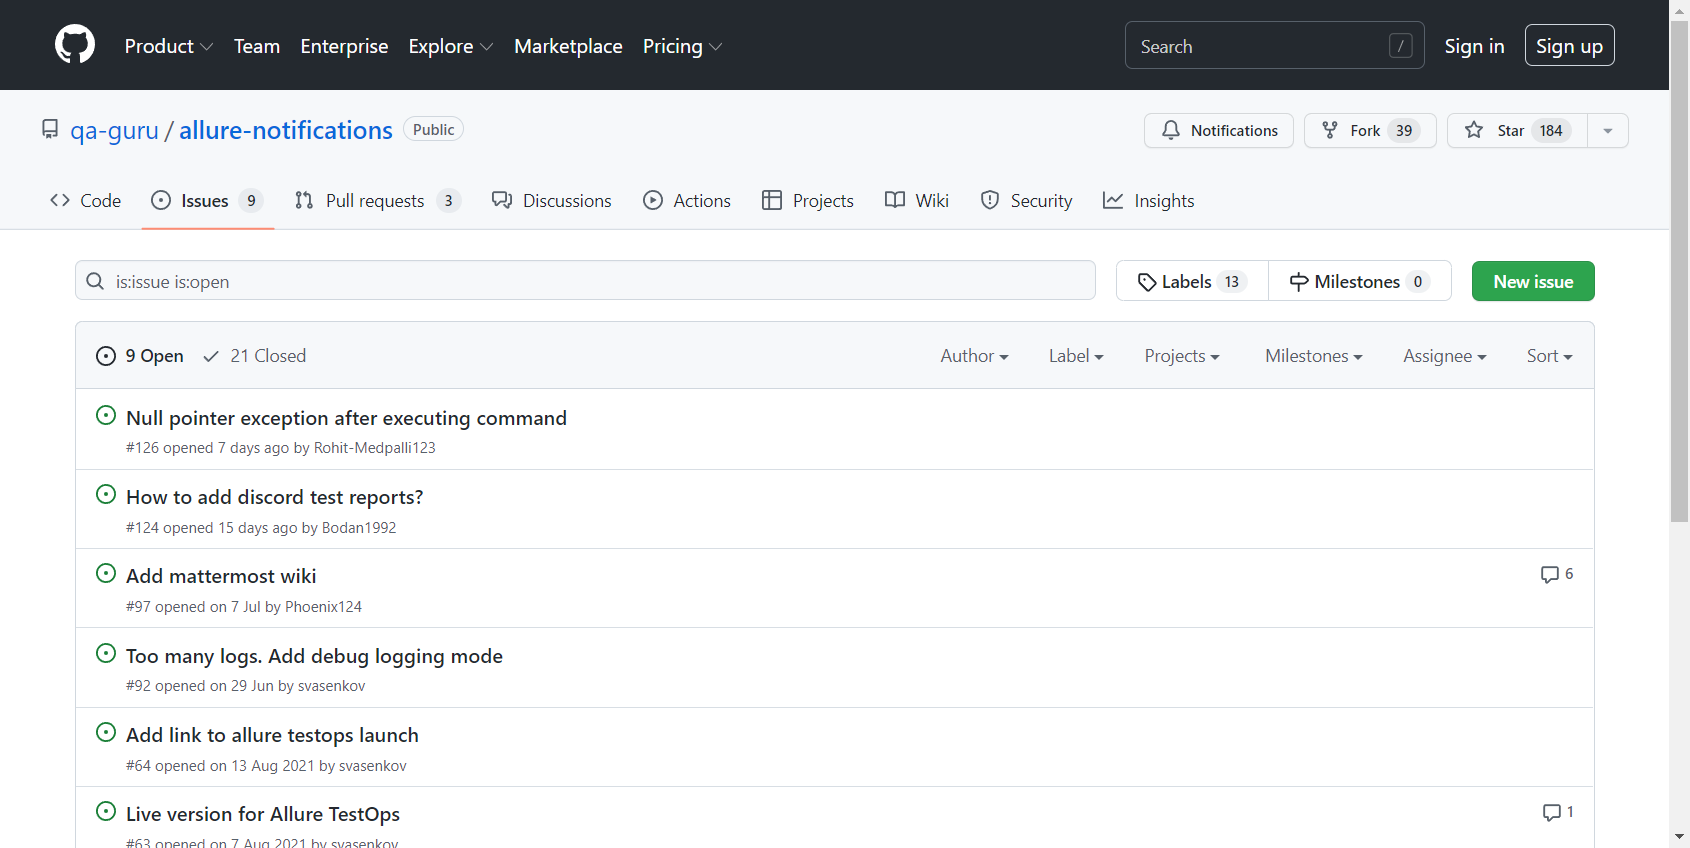 Product Team Enterprise Explore Marketplace Pricing Search / Sign in Sign up
qa-guru / allure-notifications Public Notifications Fork 39 Star 184
Code Issues 9 Pull requests 3 Discussions Actions Projects Wiki Security Insights
is:issue is:open Labels 13 Milestones 0 New issue
9 Open 21 Closed Author Label Projects Milestones Assignee Sort
Null pointer exception after executing command
#126 opened 7 days ago by Rohit-Medpalli123
How to add discord test reports?
#124 opened 15 days ago by Bodan1992
Add mattermost wiki 6
#97 opened on 7 Jul by Phoenix124
Too many logs. Add debug logging mode
#92 opened on 29 Jun by svasenkov
Add link to allure testops launch
#64 opened on 13 Aug 2021 by svasenkov
Live version for Allure TestOps 1
#63 opened on 7 Aug 2021 by svasenkov